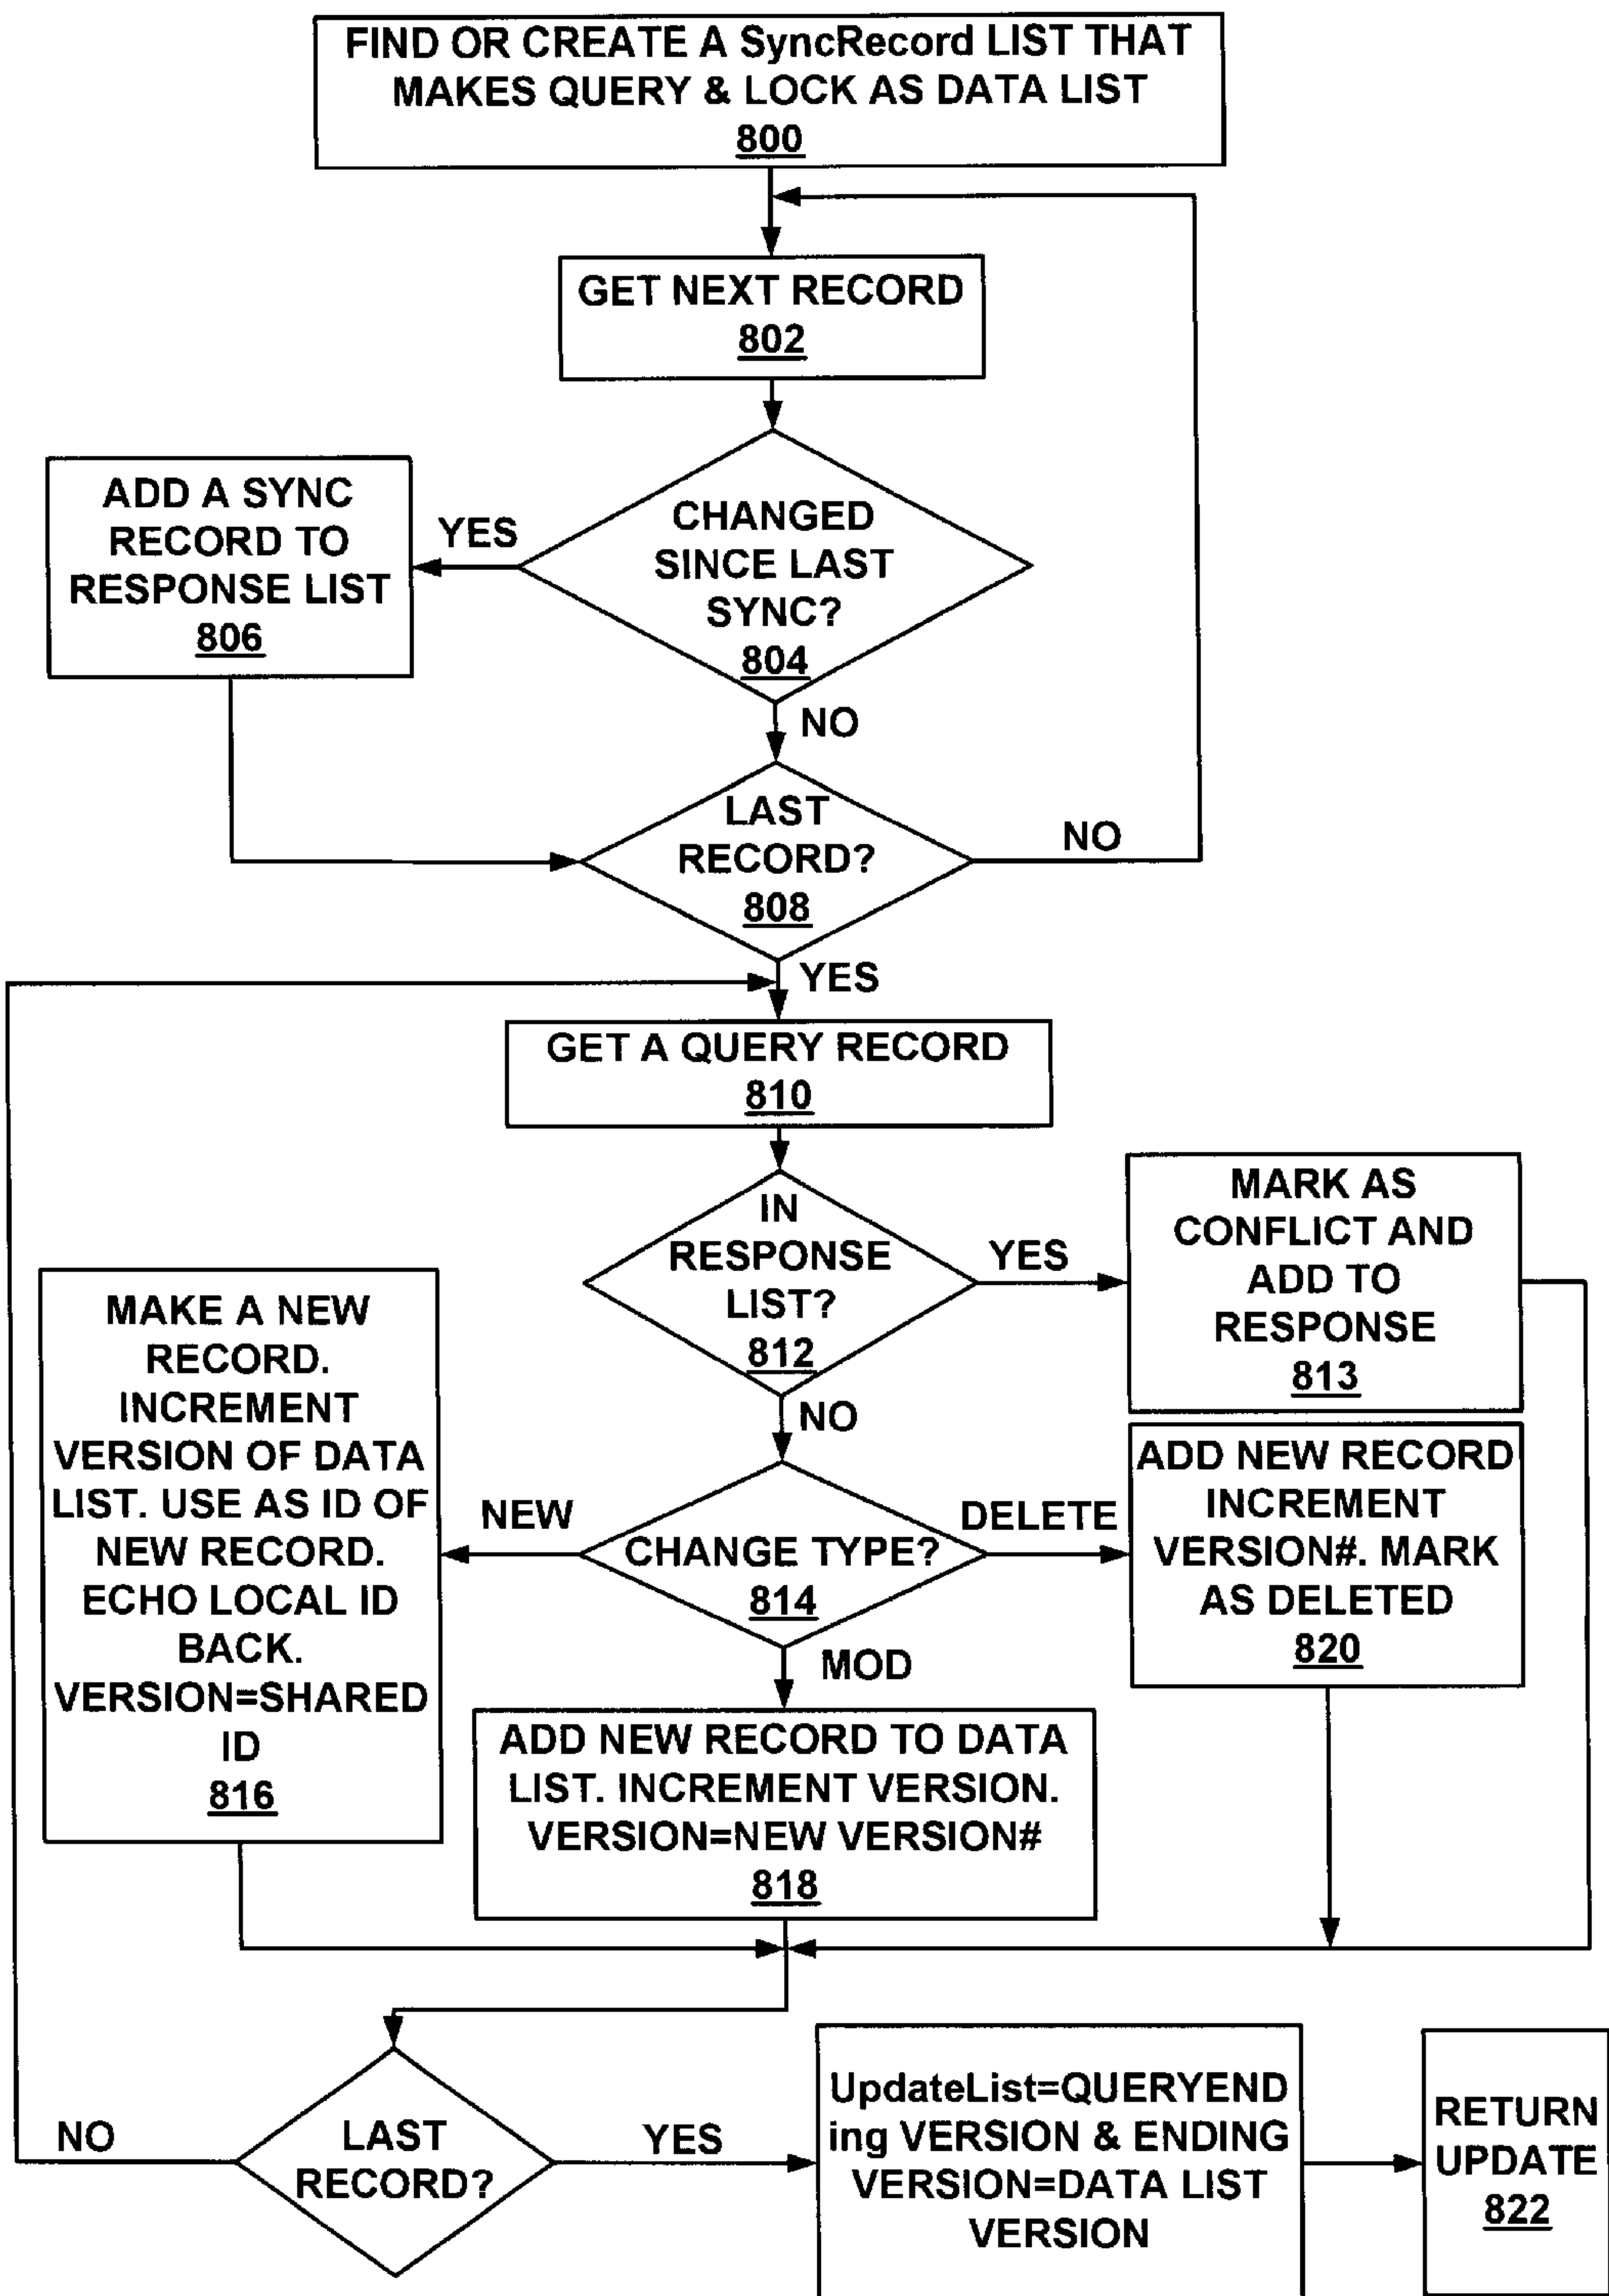 FIND OR CREATE A SyncRecord LIST THAT
MAKES QUERY & LOCK AS DATA LIST
800
GET NEXT RECORD
802
CHANGED
SINCE LAST
SYNC?
804
YES
ADD A SYNC
RECORD TO
RESPONSE LIST
806
NO
LAST
RECORD?
808
NO
YES
GET A QUERY RECORD
810
IN
RESPONSE
LIST?
812
YES
MARK AS
CONFLICT AND
ADD TO
RESPONSE
813
NO
CHANGE TYPE?
814
NEW
MAKE A NEW
RECORD.
INCREMENT
VERSION OF DATA
LIST. USE AS ID OF
NEW RECORD.
ECHO LOCAL ID
BACK.
VERSION=SHARED
ID
816
DELETE
ADD NEW RECORD
INCREMENT
VERSION#. MARK
AS DELETED
820
MOD
ADD NEW RECORD TO DATA
LIST. INCREMENT VERSION.
VERSION=NEW VERSION#
818
LAST
RECORD?
NO
YES
UpdateList=QUERYEND
ing VERSION & ENDING
VERSION=DATA LIST
VERSION
RETURN
UPDATE
822